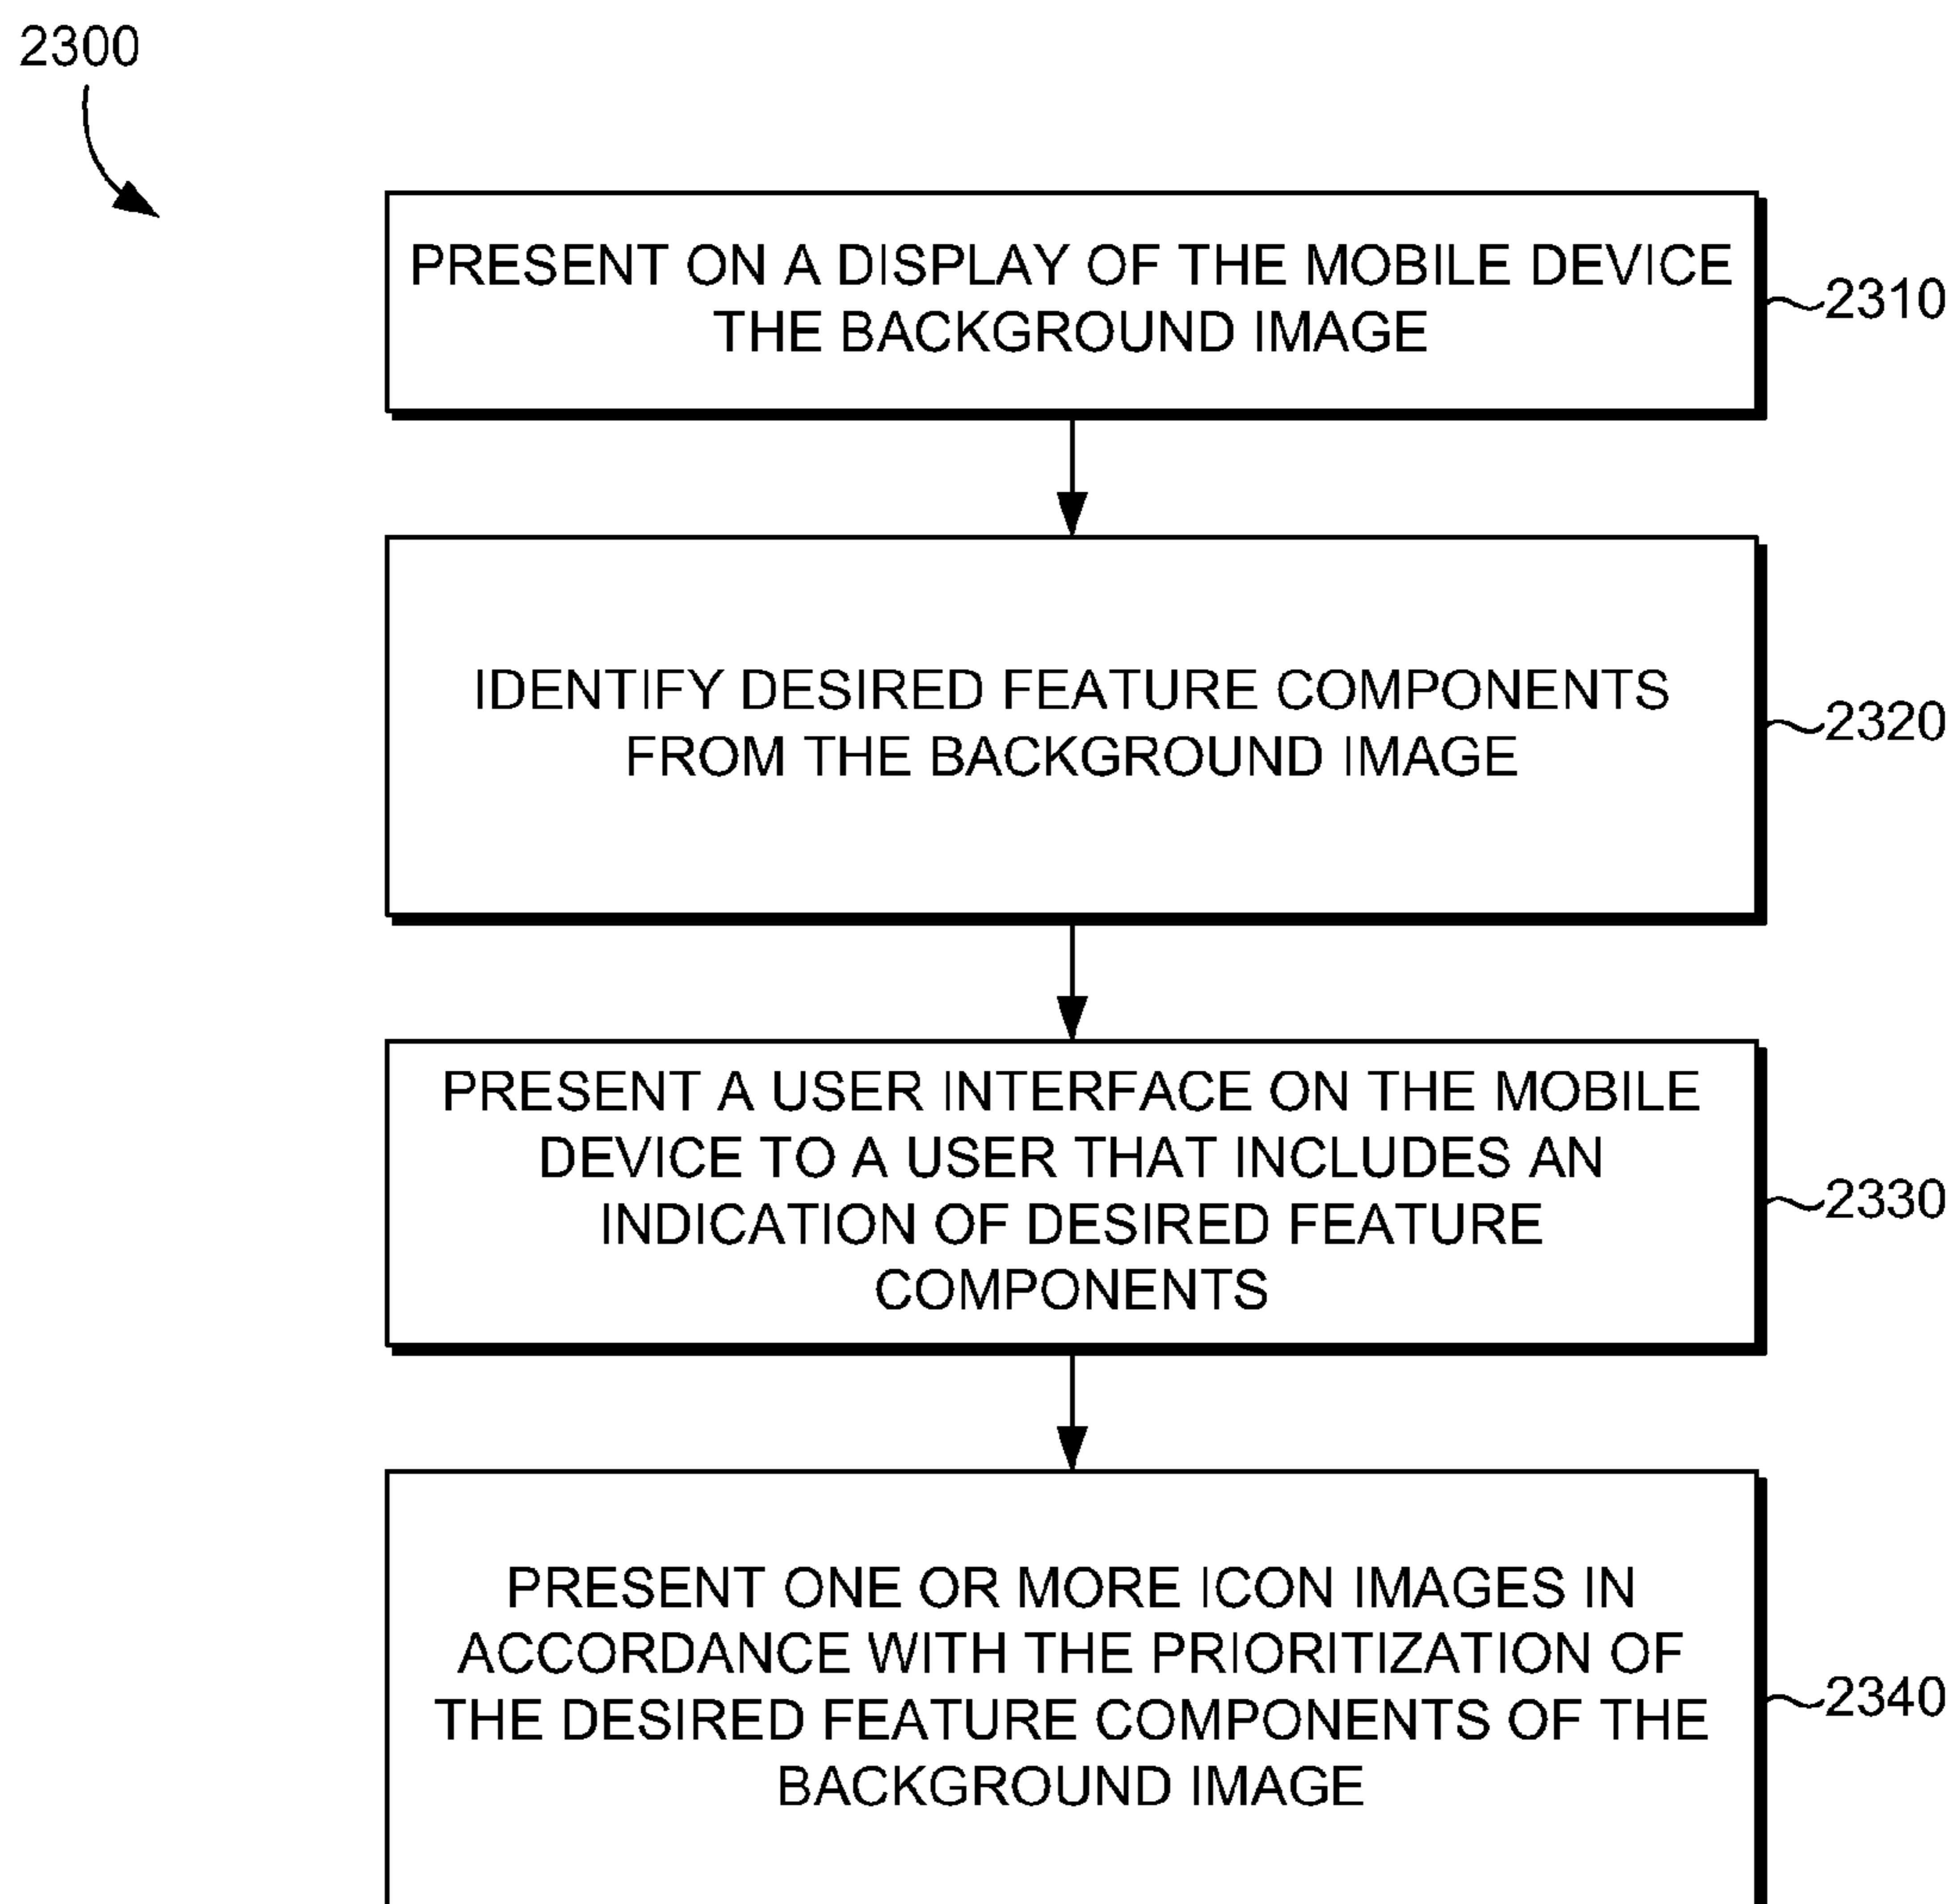 2300
PRESENT ON A DISPLAY OF THE MOBILE DEVICE
THE BACKGROUND IMAGE
2310
IDENTIFY DESIRED FEATURE COMPONENTS
FROM THE BACKGROUND IMAGE
2320
PRESENT A USER INTERFACE ON THE MOBILE
DEVICE TO A USER THAT INCLUDES AN
INDICATION OF DESIRED FEATURE
COMPONENTS
2330
PRESENT ONE OR MORE ICON IMAGES IN
ACCORDANCE WITH THE PRIORITIZATION OF
THE DESIRED FEATURE COMPONENTS OF THE
BACKGROUND IMAGE
2340